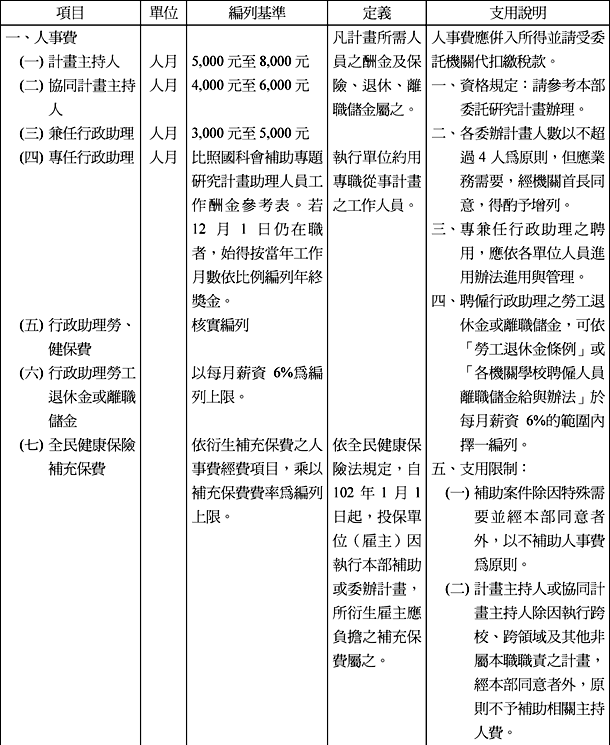 項目
單位
編列基準
定義
支用說明
一、人事費
(一) 計畫主持人
(二) 協同計畫主持
人
(三) 兼任行政助理
(四) 專任行政助理
(五) 行政助理勞、
健保費
(六) 行政助理勞工
退休金或離職
儲金
(七) 全民健康保險
補充保費
人月
人月
人月
人月
5,000 元至 8,000 元
4,000 元至 6,000 元
3,000 元至 5,000 元
比照國科會補助專題
研究計畫助理人員工
作酬金參考表。若
12 月 1 日仍在職
者，始得按當年工作
月數依比例編列年終
獎金。
核實編列
以每月薪資 6%為編
列上限。
依衍生補充保費之人
事費經費項目，乘以
補充保費費率為編列
上限。
凡計畫所需人
員之酬金及保
險、退休、離
職儲金屬之。
執行單位約用
專職從事計畫
之工作人員。
依全民健康保
險法規定，自
102 年 1 月 1
日起，投保單
位（雇主）因
執行本部補助
或委辦計畫，
所衍生雇主應
負擔之補充保
費屬之。
人事費應併入所得並請受委
託機關代扣繳稅款。
一、資格規定：請參考本部
委託研究計畫辦理。
二、各委辦計畫人數以不超
過 4 人為原則，但應業
務需要，經機關首長同
意，得酌予增列。
三、專兼任行政助理之聘
用，應依各單位人員進
用辦法進用與管理。
四、聘僱行政助理之勞工退
休金或離職儲金，可依
「勞工退休金條例」或
「各機關學校聘僱人員
離職儲金給與辦法」於
每月薪資 6%的範圍內
擇一編列。
五、支用限制：
(一) 補助案件除因特殊需
要並經本部同意者
外，以不補助人事費
為原則。
(二) 計畫主持人或協同計
畫主持人除因執行跨
校、跨領域及其他非
屬本職職責之計畫，
經本部同意者外，原
則不予補助相關主持
人費。